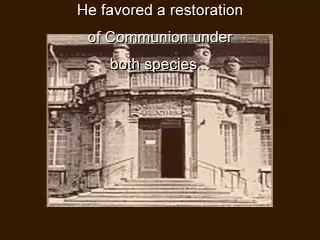 He favored a restoration
of Communion under
both species...